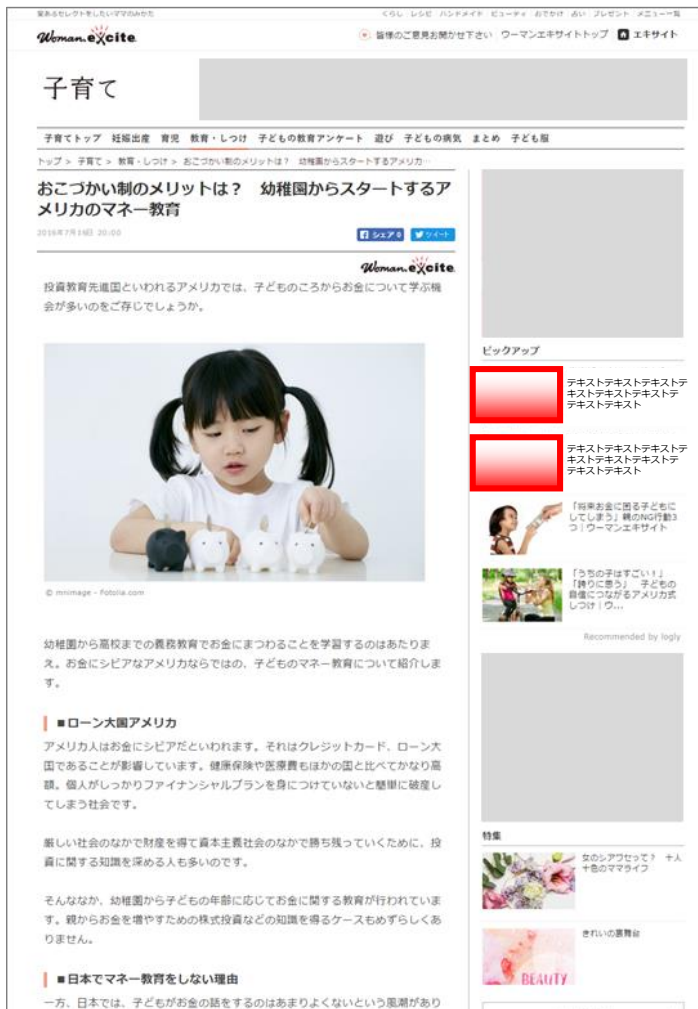 愛あるセレクトをしたいママのみかた
くらし レシピ ハンドメイド ビューティ おでかけ 占い プレゼント メニュー一覧
Woman.excite
皆様のご意見お聞かせ下さい ウーマンエキサイトトップ エキサイト
子育て
子育てトップ 妊娠出産 育児 教育・しつけ 子どもの教育アンケート 遊び 子どもの病気 まとめ 子ども服
トップ > 子育て > 教育・しつけ > おこづかい制のメリットは? 幼稚園からスタートするアメリカ…
おこづかい制のメリットは? 幼稚園からスタートするア
メリカのマネー教育
20:00
シェア 0 ツイート
Woman.excite
投資教育先進国といわれるアメリカでは、子どものころからお金について学ぶ機
会が多いのをご存じでしょうか。
© mnimage - Fotolia.com
幼稚園から高校までの義務教育でお金にまつわることを学習するのはあたりま
え。お金にシビアなアメリカならではの、子どものマネー教育について紹介しま
す。
■ローン大国アメリカ
アメリカ人はお金にシビアだといわれます。それはクレジットカード、ローン大
国であることが影響しています。健康保険や医療費もほかの国と比べてかなり高
額。個人がしっかりファイナンシャルプランを身につけていないと簡単に破産し
てしまう社会です。
厳しい社会のなかで財産を得て資本主義社会のなかで勝ち残っていくために、投
資に関する知識を深める人も多いのです。
そんななか、幼稚園から子どもの年齢に応じてお金に関する教育が行われていま
す。親からお金を増やすための株式投資などの知識を得るケースもめずらしくあ
りません。
■日本でマネー教育をしない理由
一方、日本では、子どもがお金の話をするのはあまりよくないという風潮があり
ピックアップ
テキストテキストテキストテ
キストテキストテキストテ
テキストテキスト
テキストテキストテキストテ
キストテキストテキストテ
テキストテキスト
「将来お金に困る子どもに
してしまう」親のNG行動3
つ｜ウーマンエキサイト
「うちの子はすごい！」
「誇りに思う」 子どもの
自信につながるアメリカ式
しつけ｜ウ...
Recommended by logly
特集
女のシアワセって? 十人
十色のママライフ
きれいの裏舞台
BEAUTY